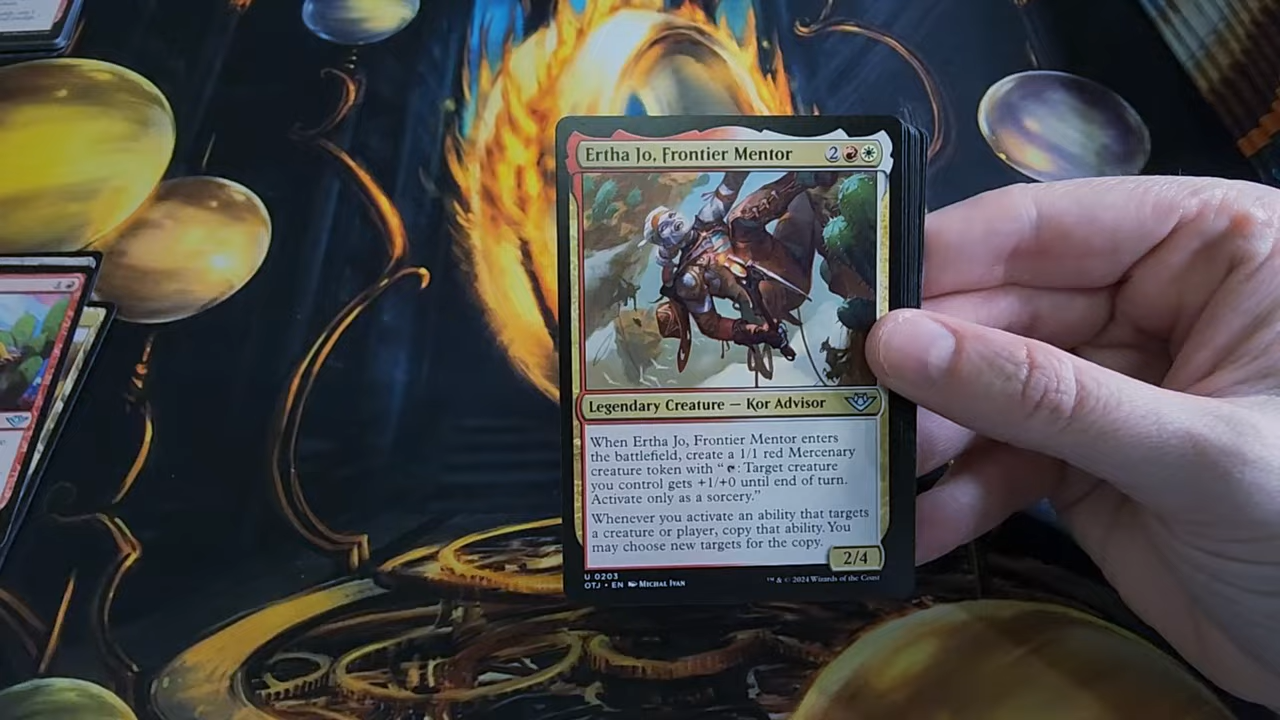 Ertha Jo, Frontier Mentor 2
Legendary Creature — Kor Advisor
When Ertha Jo, Frontier Mentor enters
the battlefield, create a 1/1 red Mercenary
creature token with “ : Target creature
you control gets +1/+0 until end of turn.
Activate only as a sorcery.”
Whenever you activate an ability that targets
a creature or player, copy that ability. You
may choose new targets for the copy.
2/4
U 0203
OTJ • EN Michal Ivan
™ & © 2024 Wizards of the Coast